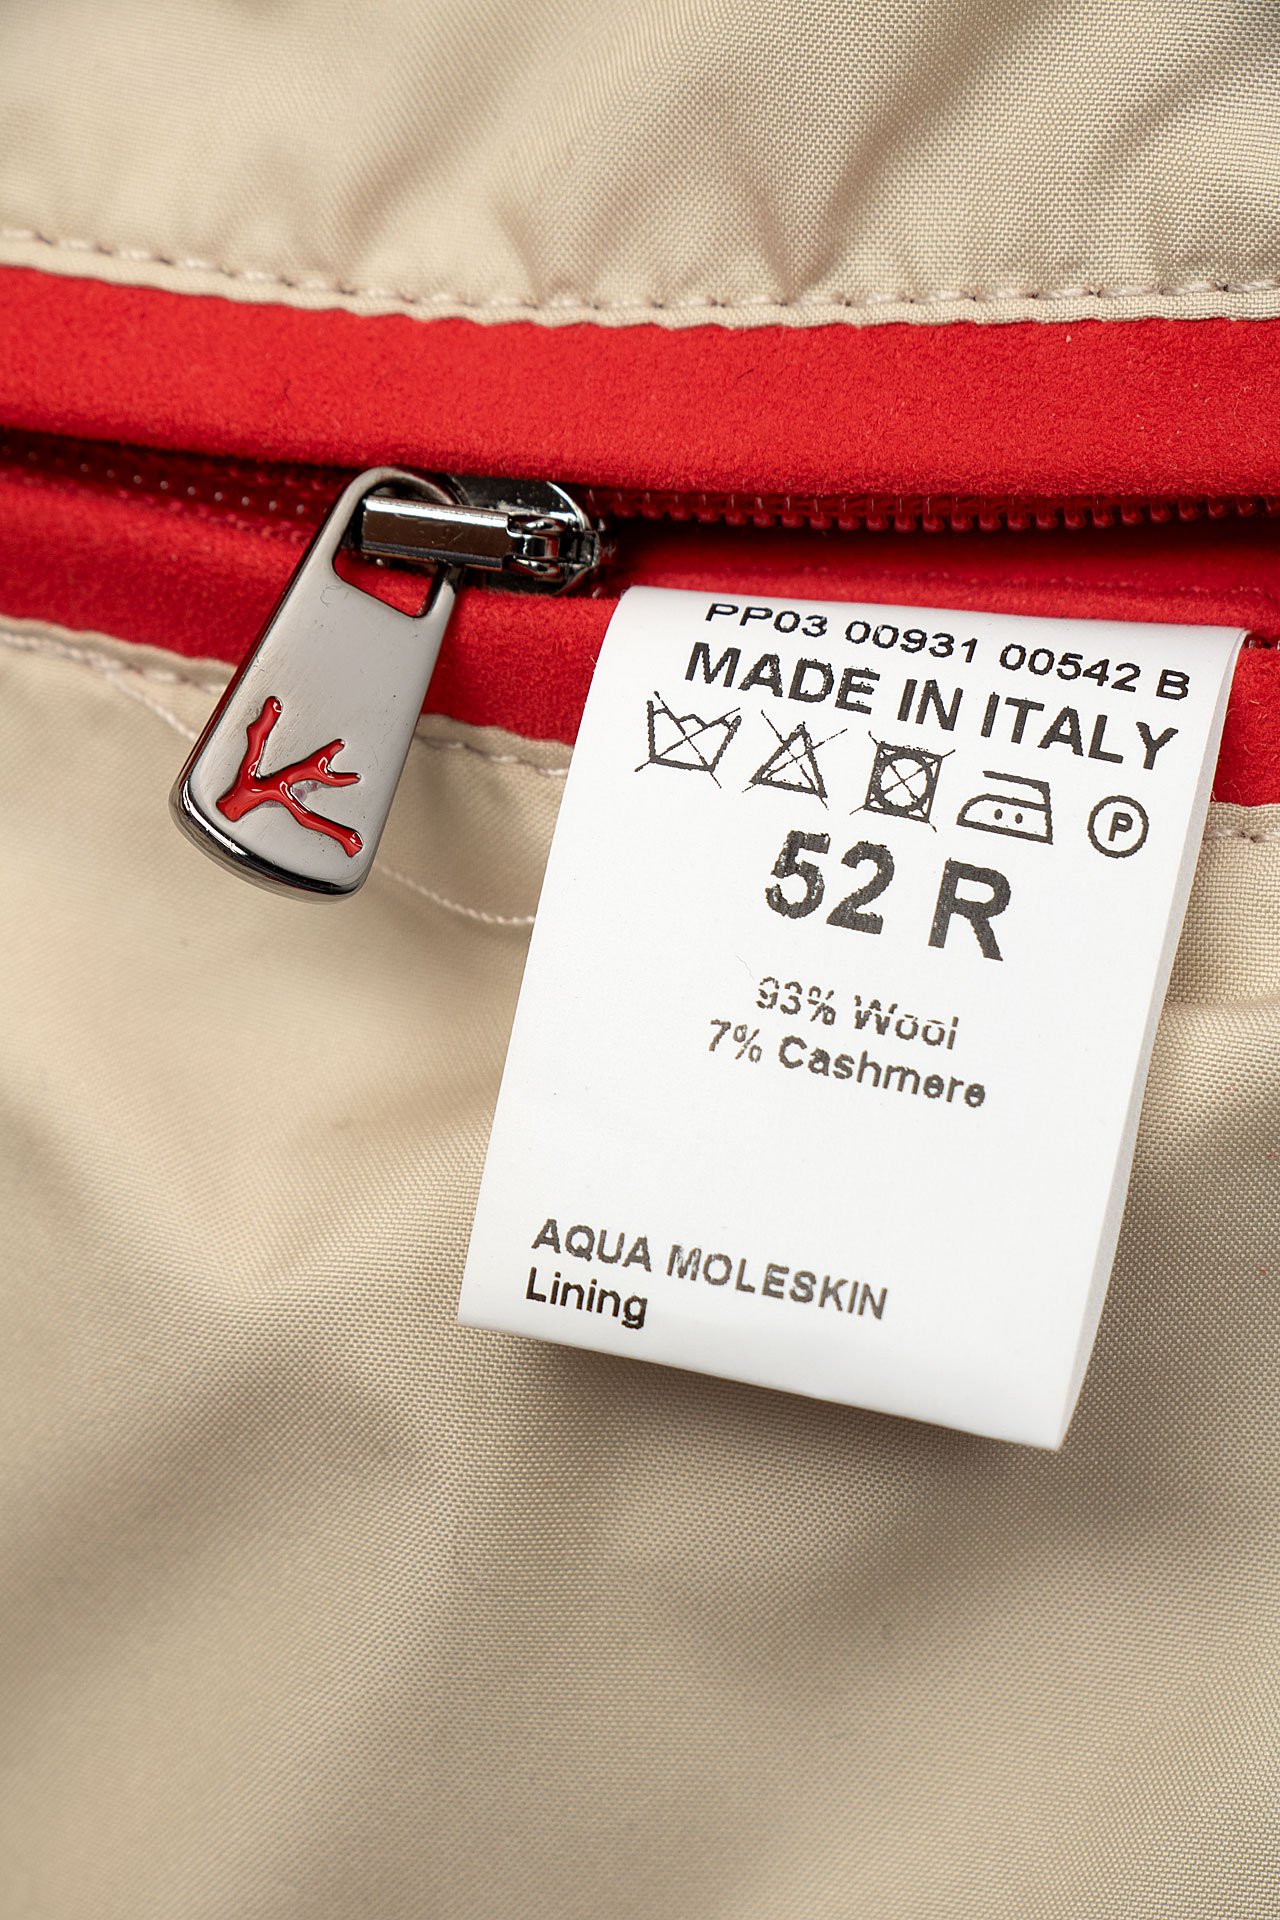 PP03 00931 00542 B
MADE IN ITALY
P
52 R
93% Wool
7% Cashmere
AQUA MOLESKIN
Lining